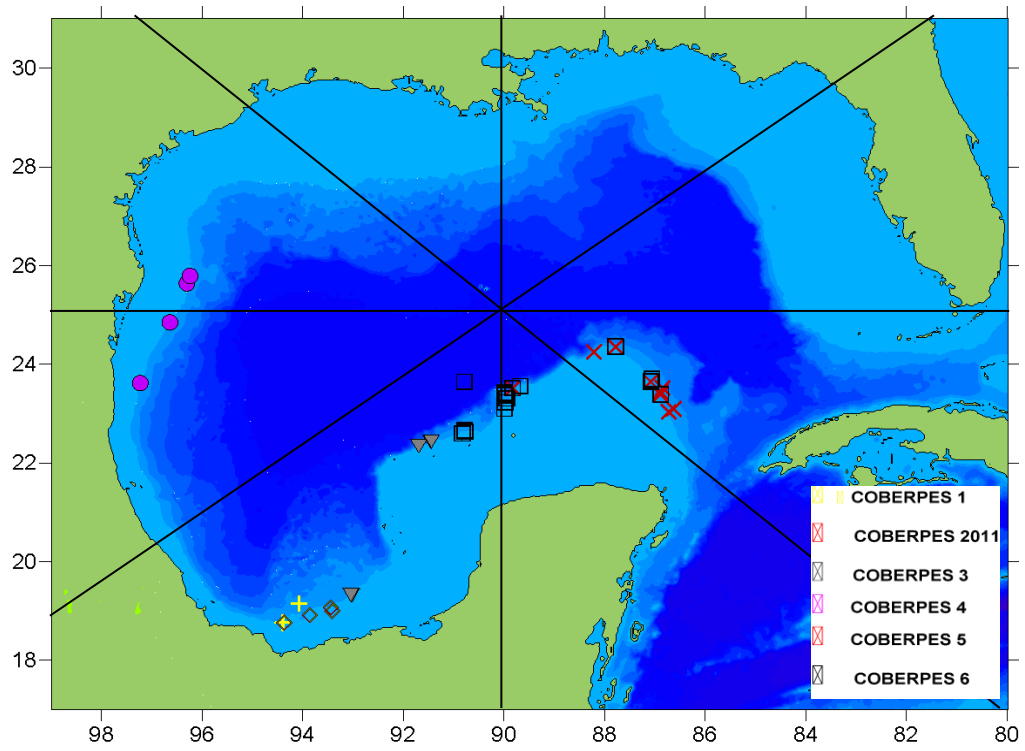 30
28
26
24
22
20
18
98 96 94 92 90 88 86 84 82 80
COBERPES 1
COBERPES 2011
COBERPES 3
COBERPES 4
COBERPES 5
COBERPES 6